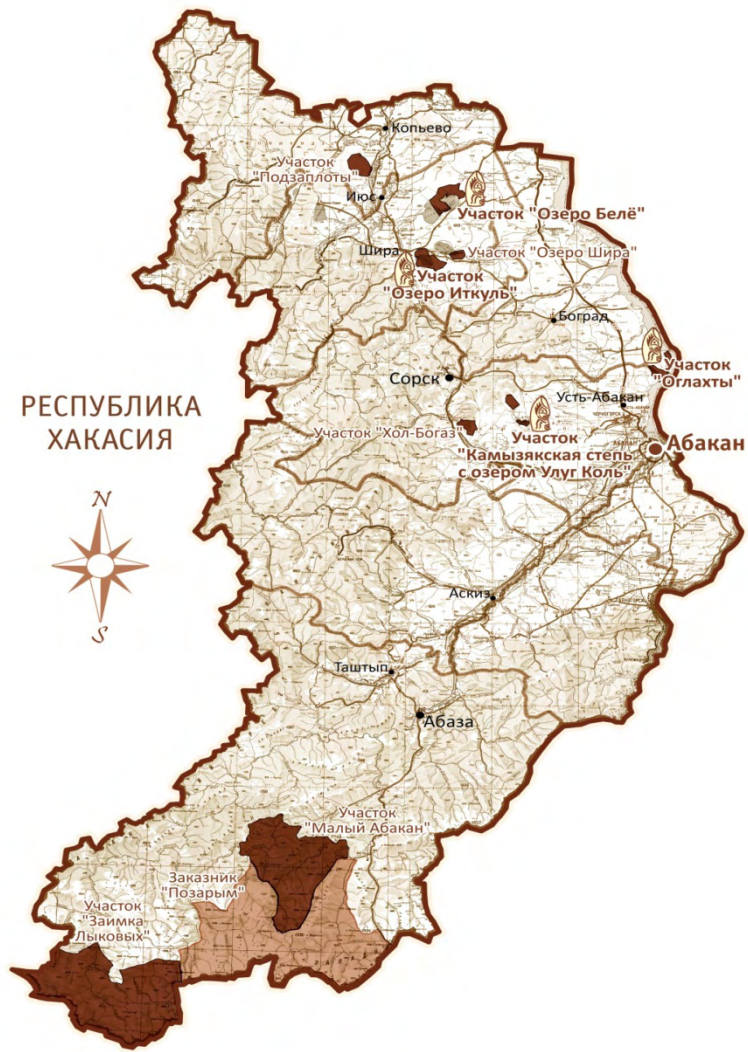 Копьево
Участок
"Подзаплоты"
Июс
Участок "Озеро Белё"
Шира
Участок "Озеро Шира"
Участок
"Озеро Иткуль"
Боград
Участок
"Оглахты"
Сорск
Усть-Абакан
РЕСПУБЛИКА
ХАКАСИЯ
Участок "Хол-Богаз"
Участок
"Камызякская степь
с озером Улуг Коль"
Абакан
N
S
Аскиз
Таштып
Абаза
Участок
"Малый Абакан"
Заказник
"Позарым"
Участок
"Заимка
Лыковых"